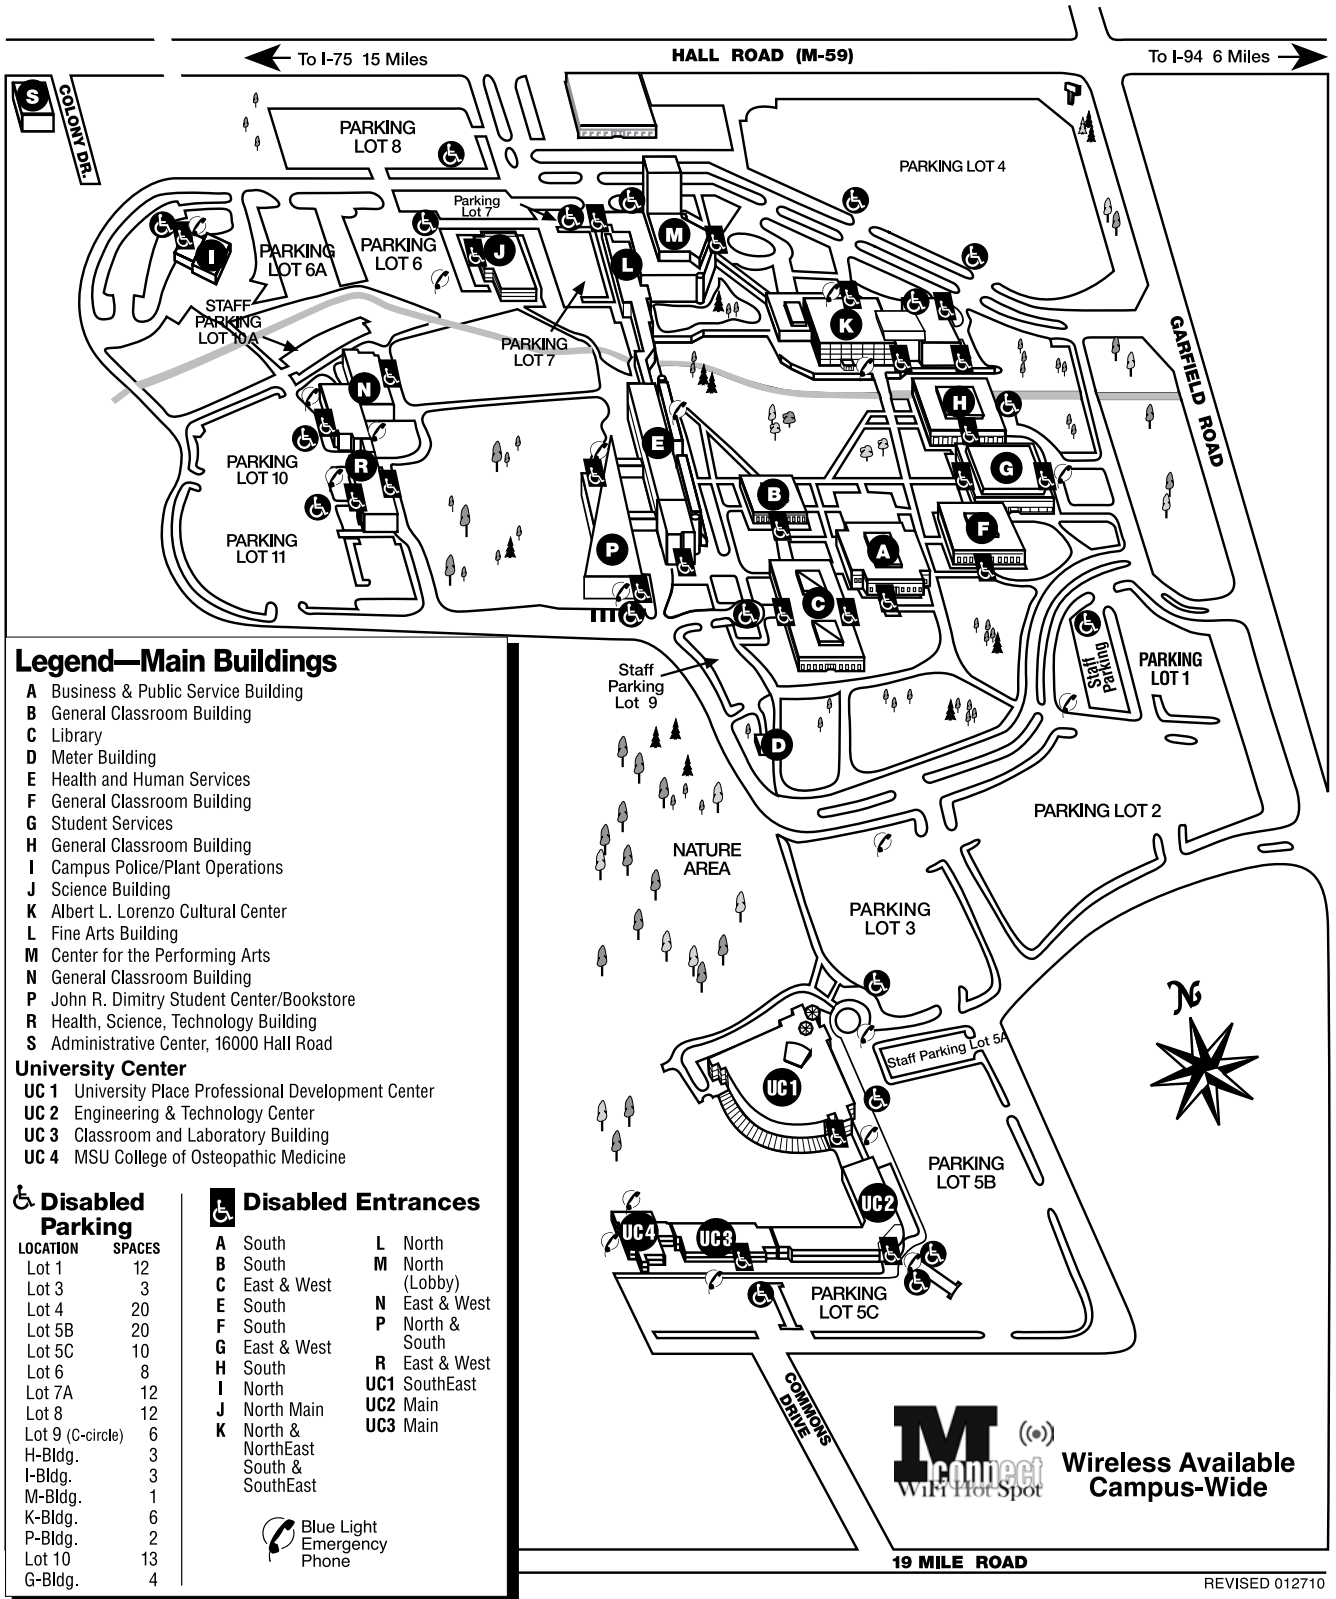 To I-75 15 Miles
HALL ROAD (M-59)
To I-94 6 Miles
S
COLONY DR.
PARKING
LOT 8
PARKING LOT 4
Parking
Lot 7
M
I
PARKING
LOT 6A
PARKING
LOT 6
J
L
STAFF
PARKING
LOT 10A
PARKING
LOT 7
K
GARFIELD ROAD
N
H
E
PARKING
LOT 10
R
G
B
PARKING
LOT 11
P
A
F
C
Staff
Parking
Lot 9
Staff
Parking
PARKING
LOT 1
D
PARKING LOT 2
NATURE
AREA
PARKING
LOT 3
N
Staff Parking Lot 5A
UC1
PARKING
LOT 5B
UC2
UC4
UC3
PARKING
LOT 5C
COMMONS
DRIVE
Legend—Main Buildings
A Business & Public Service Building
B General Classroom Building
C Library
D Meter Building
E Health and Human Services
F General Classroom Building
G Student Services
H General Classroom Building
I Campus Police/Plant Operations
J Science Building
K Albert L. Lorenzo Cultural Center
L Fine Arts Building
M Center for the Performing Arts
N General Classroom Building
P John R. Dimitry Student Center/Bookstore
R Health, Science, Technology Building
S Administrative Center, 16000 Hall Road
University Center
UC 1 University Place Professional Development Center
UC 2 Engineering & Technology Center
UC 3 Classroom and Laboratory Building
UC 4 MSU College of Osteopathic Medicine
Disabled
Parking
LOCATION SPACES
Lot 1 12
Lot 3 3
Lot 4 20
Lot 5B 20
Lot 5C 10
Lot 6 8
Lot 7A 12
Lot 8 12
Lot 9 (C-circle) 6
H-Bldg. 3
I-Bldg. 3
M-Bldg. 1
K-Bldg. 6
P-Bldg. 2
Lot 10 13
G-Bldg. 4
Disabled Entrances
A South
B South
C East & West
E South
F South
G East & West
H South
I North
J North Main
K North &
NorthEast
South &
SouthEast
L North
M North
(Lobby)
N East & West
P North &
South
R East & West
UC1 SouthEast
UC2 Main
UC3 Main
Blue Light
Emergency
Phone
M
connect
WiFi Hot Spot
Wireless Available
Campus-Wide
19 MILE ROAD
REVISED 012710